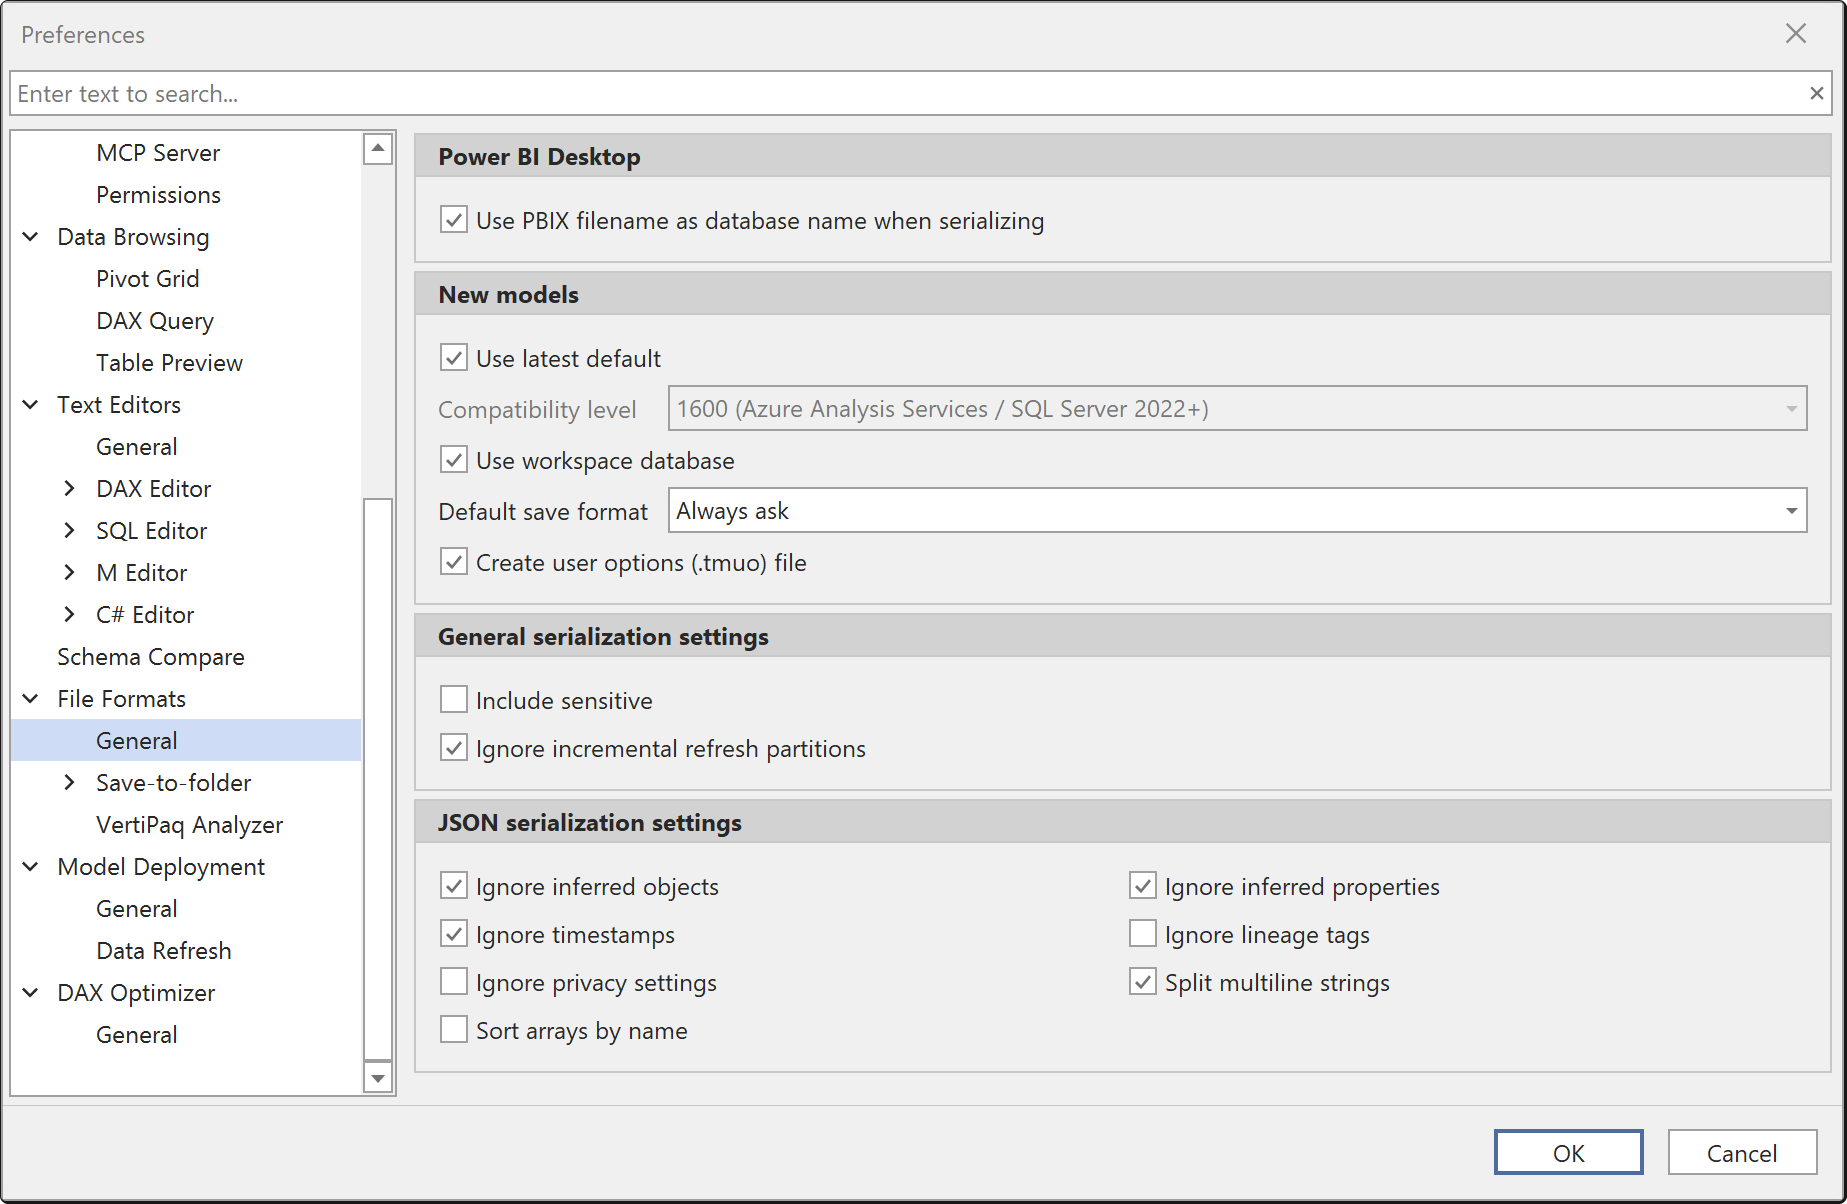 Preferences
Enter text to search...
MCP Server
Permissions
Data Browsing
Pivot Grid
DAX Query
Table Preview
Text Editors
General
DAX Editor
SQL Editor
M Editor
C# Editor
Schema Compare
File Formats
General
Save-to-folder
VertiPaq Analyzer
Model Deployment
General
Data Refresh
DAX Optimizer
General
Power BI Desktop
Use PBIX filename as database name when serializing
New models
Use latest default
Compatibility level 1600 (Azure Analysis Services / SQL Server 2022+)
Use workspace database
Default save format Always ask
Create user options (.tmuo) file
General serialization settings
Include sensitive
Ignore incremental refresh partitions
JSON serialization settings
Ignore inferred objects Ignore inferred properties
Ignore timestamps Ignore lineage tags
Ignore privacy settings Split multiline strings
Sort arrays by name
OK Cancel